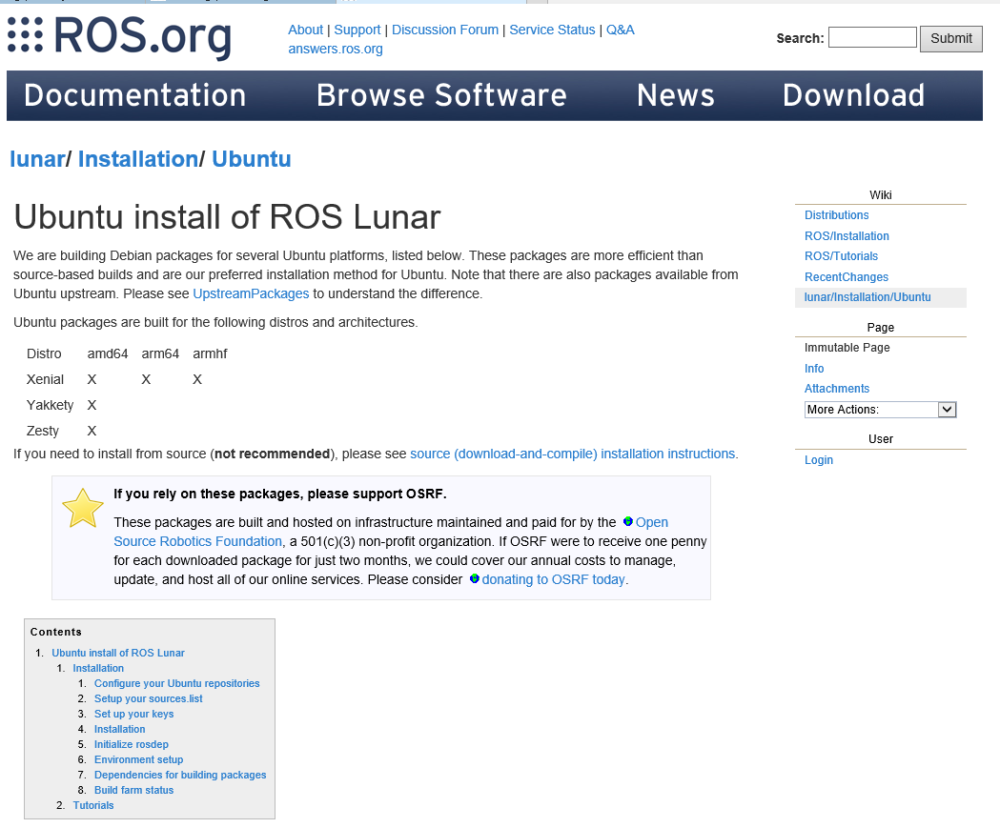 ROS.org
About | Support | Discussion Forum | Service Status | Q&A
answers.ros.org
Search: Submit
Documentation Browse Software News Download
lunar/ Installation/ Ubuntu
Ubuntu install of ROS Lunar
We are building Debian packages for several Ubuntu platforms, listed below. These packages are more efficient than
source-based builds and are our preferred installation method for Ubuntu. Note that there are also packages available from
Ubuntu upstream. Please see UpstreamPackages to understand the difference.
Ubuntu packages are built for the following distros and architectures.
Distro amd64 arm64 armhf
Xenial X X X
Yakkety X
Zesty X
If you need to install from source (not recommended), please see source (download-and-compile) installation instructions.
If you rely on these packages, please support OSRF.
These packages are built and hosted on infrastructure maintained and paid for by the Open
Source Robotics Foundation, a 501(c)(3) non-profit organization. If OSRF were to receive one penny
for each downloaded package for just two months, we could cover our annual costs to manage,
update, and host all of our online services. Please consider donating to OSRF today.
Contents
1. Ubuntu install of ROS Lunar
1. Installation
1. Configure your Ubuntu repositories
2. Setup your sources.list
3. Set up your keys
4. Installation
5. Initialize rosdep
6. Environment setup
7. Dependencies for building packages
8. Build farm status
2. Tutorials
Wiki
Distributions
ROS/Installation
ROS/Tutorials
RecentChanges
lunar/Installation/Ubuntu
Page
Immutable Page
Info
Attachments
More Actions:
User
Login